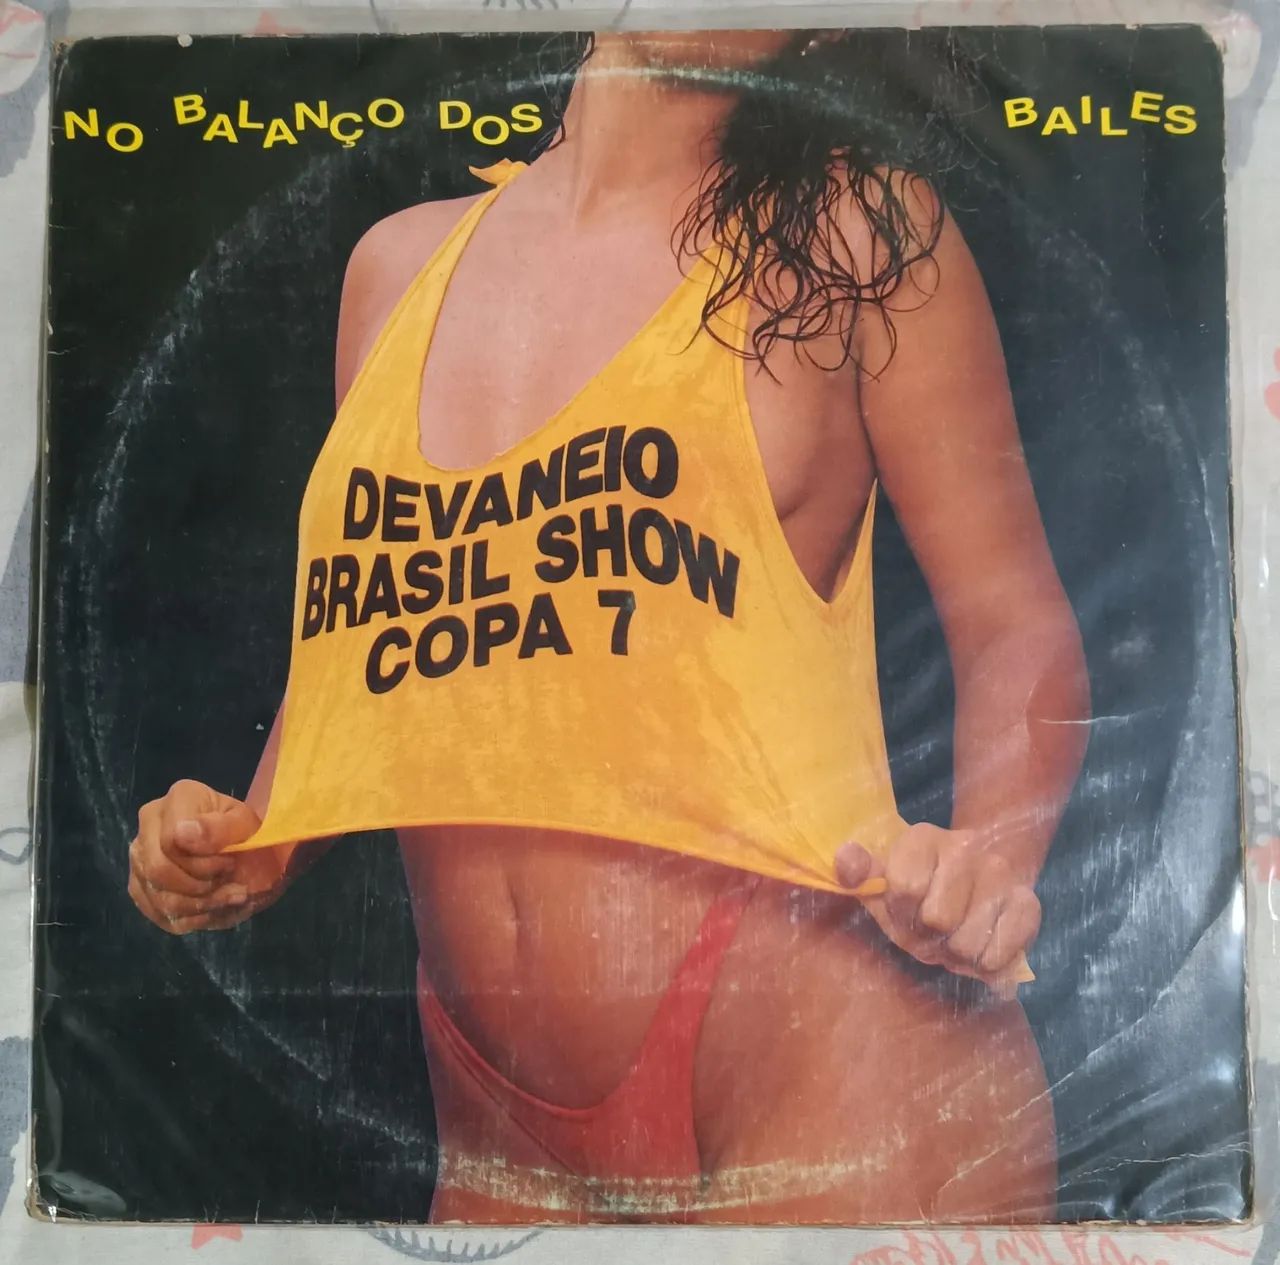 NO BALANÇO DOS BAILES
DEVANEIO
BRASIL SHOW
COPA 7